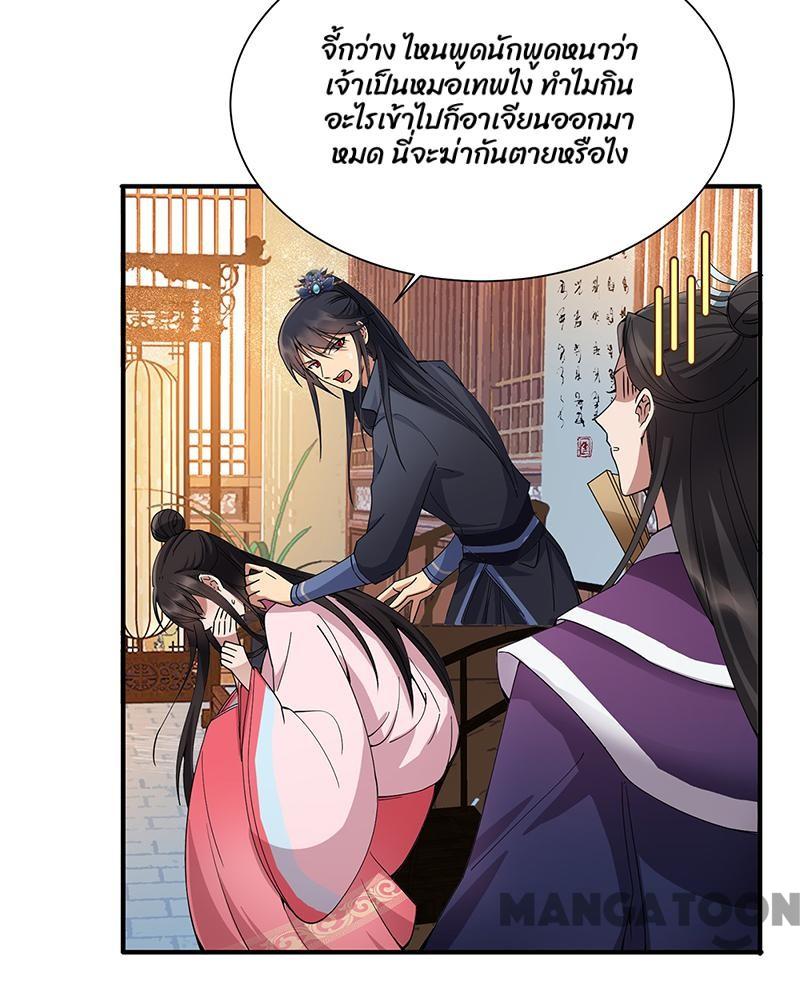 จี้กว่าง ไหนพูดนักพูดหนาว่า
เจ้าเป็นหมอเทพไง ทำไมกิน
อะไรเข้าไปก็อาเจียนออกมา
หมด นี่จะฆ่ากันตายหรือไง
MANGATOON